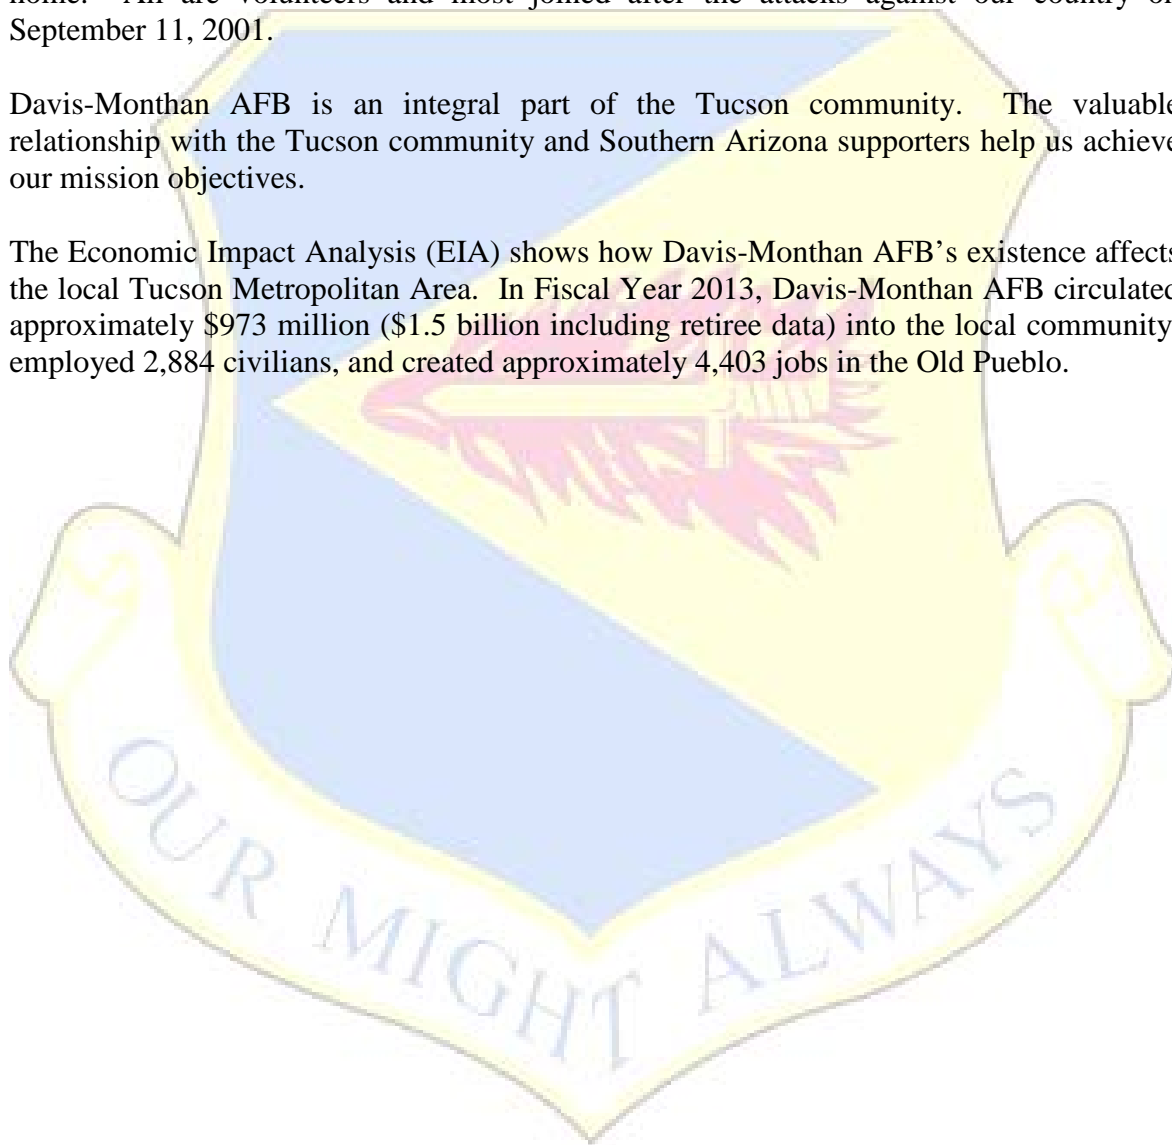 home. All are volunteers and most joined after the attacks against our country on
September 11, 2001.
Davis-Monthan AFB is an integral part of the Tucson community. The valuable
relationship with the Tucson community and Southern Arizona supporters help us achieve
our mission objectives.
The Economic Impact Analysis (EIA) shows how Davis-Monthan AFB’s existence affects
the local Tucson Metropolitan Area. In Fiscal Year 2013, Davis-Monthan AFB circulated
approximately $973 million ($1.5 billion including retiree data) into the local community
employed 2,884 civilians, and created approximately 4,403 jobs in the Old Pueblo.
OUR MIGHT ALWAYS